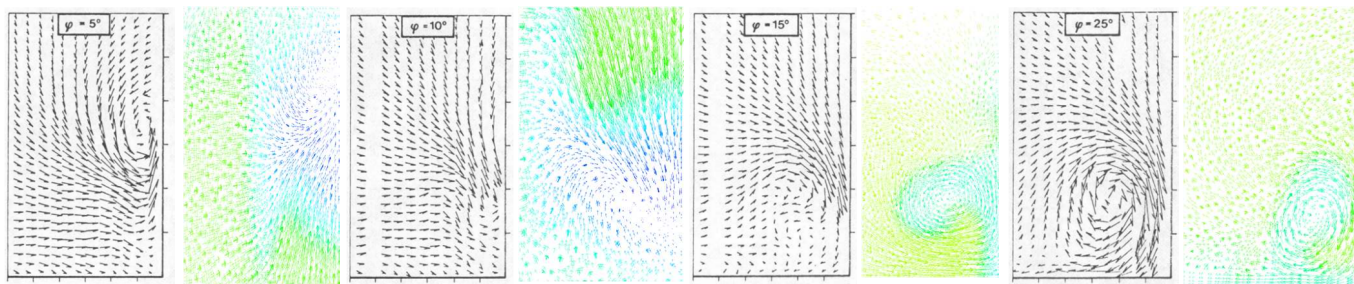 φ = 5°
φ = 10°
φ = 15°
φ = 25°